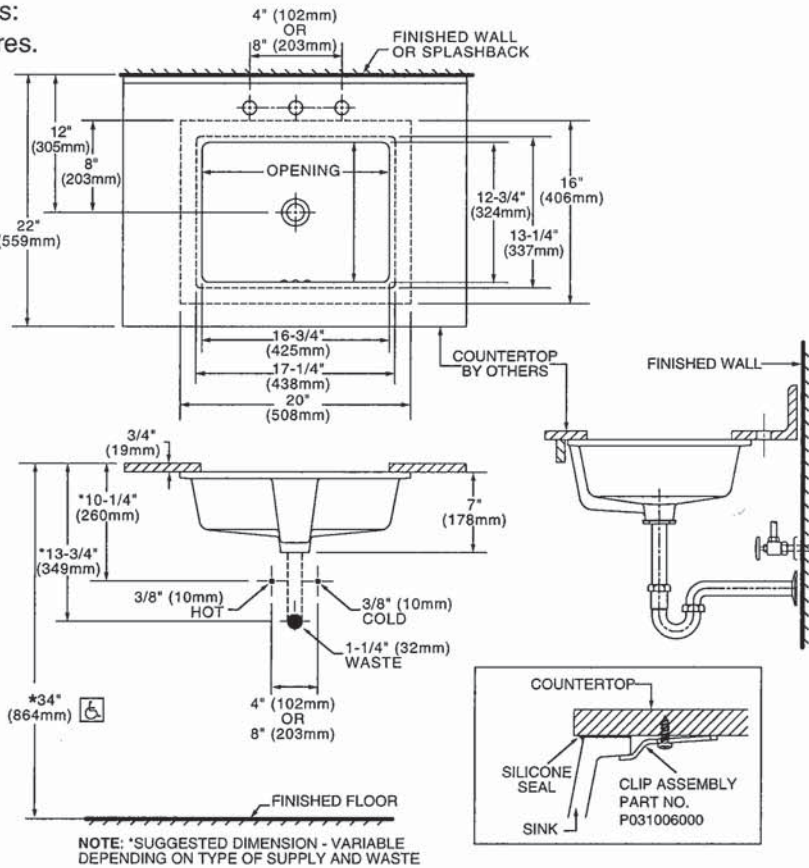 s:
res.
4" (102mm)
OR
8" (203mm)
FINISHED WALL
OR SPLASHBACK
12"
(305mm)
8"
(203mm)
22"
(559mm)
OPENING
12-3/4"
(324mm)
13-1/4"
(337mm)
16"
(406mm)
16-3/4"
(425mm)
17-1/4"
(438mm)
20"
(508mm)
COUNTERTOP
BY OTHERS
FINISHED WALL
3/4"
(19mm)
*10-1/4"
(260mm)
*13-3/4"
(349mm)
7"
(178mm)
3/8" (10mm)
HOT
3/8" (10mm)
COLD
1-1/4" (32mm)
WASTE
*34"
(864mm)
4" (102mm)
OR
8" (203mm)
FINISHED FLOOR
COUNTERTOP
SILICONE
SEAL
SINK
CLIP ASSEMBLY
PART NO.
P031006000
NOTE: *SUGGESTED DIMENSION - VARIABLE
DEPENDING ON TYPE OF SUPPLY AND WASTE